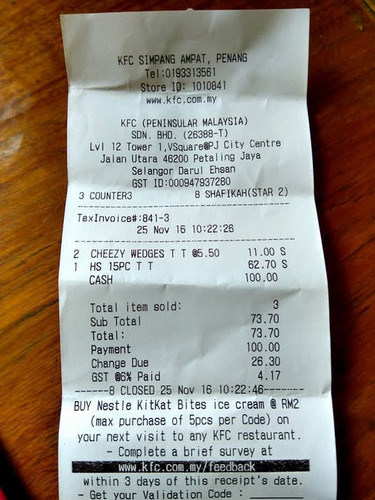 KFC SIMPANG AMPAT, PENANG
Tel:0193313561
Store ID: 1010841
www.kfc.com.my
KFC (PENINSULAR MALAYSIA)
SDN. BHD. (26388-T)
Lvl 12 Tower 1,VSquare@PJ City Centre
Jalan Utara 46200 Petaling Jaya
Selangor Darul Ehsan
GST ID:000947937280
3 COUNTER3 8 SHAFIKAH(STAR 2)
TaxInvoice#:841-3
25 Nov 16 10:22:26
2 CHEEZY WEDGES T T @5.50 11.00 S
1 HS 15PC T T 62.70 S
CASH 100.00
Total item sold: 3
Sub Total 73.70
Total: 73.70
Payment 100.00
Change Due 26.30
GST @6% Paid 4.17
------8 CLOSED 25 Nov 16 10:22:46------
BUY Nestle KitKat Bites ice cream @ RM2
(max purchase of 5pcs per Code) on
your next visit to any KFC restaurant.
- Complete a brief survey at
www.kfc.com.my/feedback
within 3 days of this receipt's date.
- Get your Validation Code :